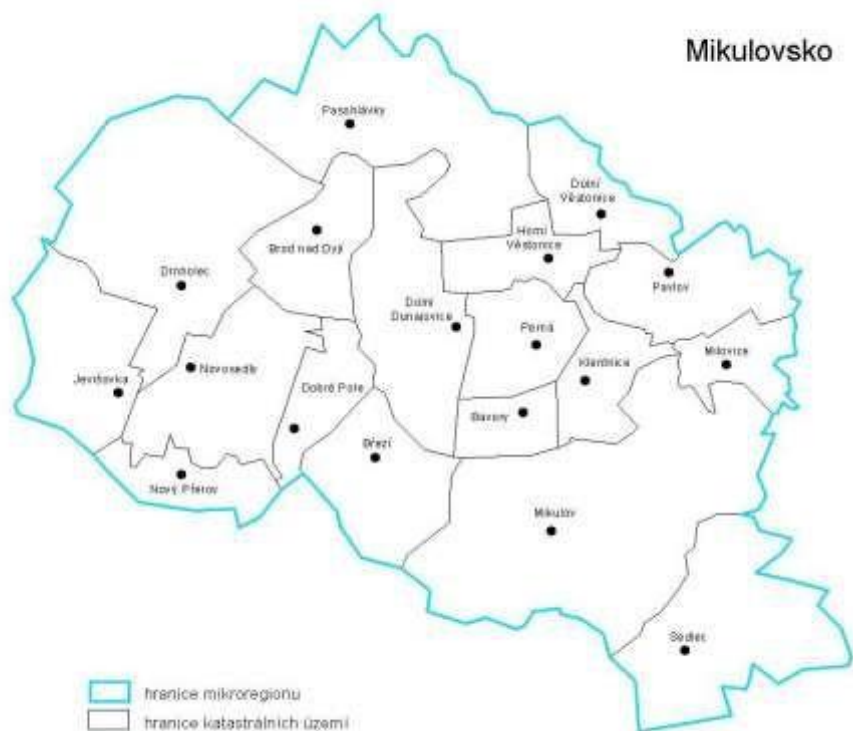 Mikulovsko
Pasohlávky
Dolní
Věstonice
Horní
Věstonice
Brod nad Dyjí
Pavlov
Drnholec
Dolní
Dunajovice
Perná
Milovice
Novosedly
Klentnice
Jevišovka
Dobré Pole
Bavory
Březí
Nový Přerov
Mikulov
Sedlec
hranice mikroregionu
hranice katastrálních území